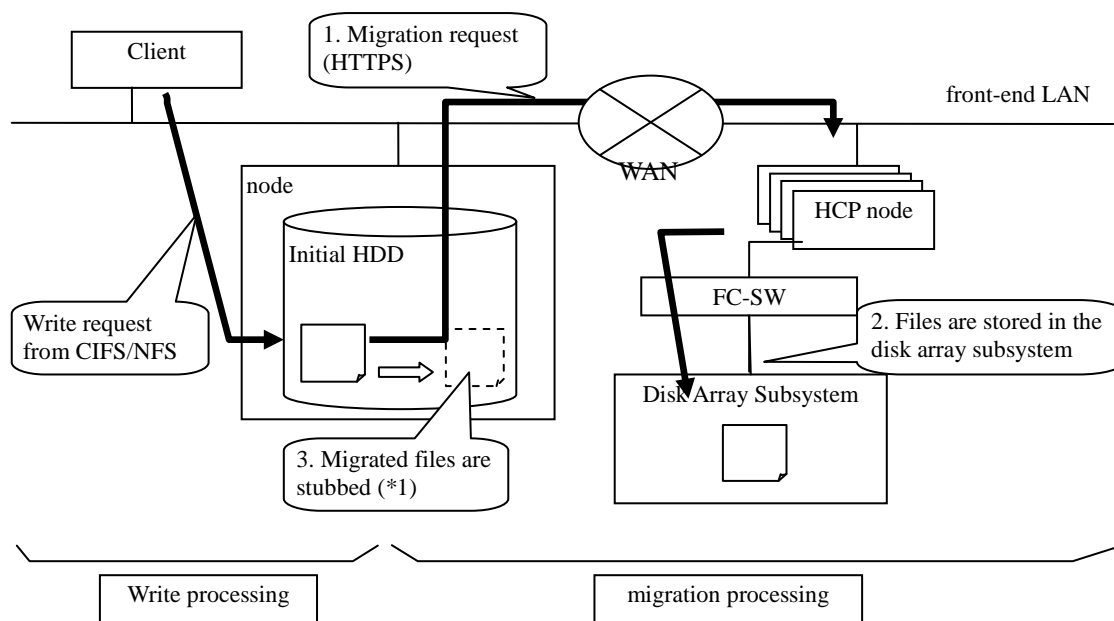 Client
1. Migration request
(HTTPS)
front-end LAN
WAN
node
HCP node
Initial HDD
FC-SW
Write request
from CIFS/NFS
2. Files are stored in the
disk array subsystem
Disk Array Subsystem
3. Migrated files are
stubbed (*1)
Write processing
migration processing